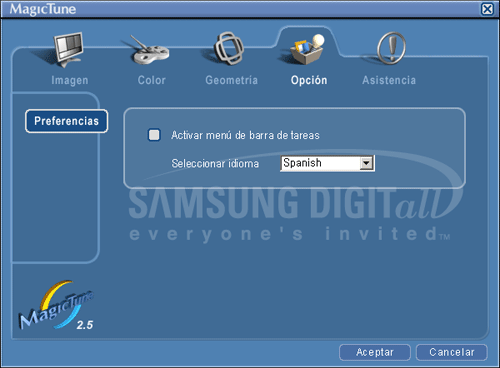 MagicTune
Imagen
Color
Geometria
Opción
Asistencia
Preferencias
Activar menú de barra de tareas
Seleccionar idioma
Spanish
SAMSUNG DIGITall
everyone's invited™
MagicTune
2.5
Aceptar
Cancelar